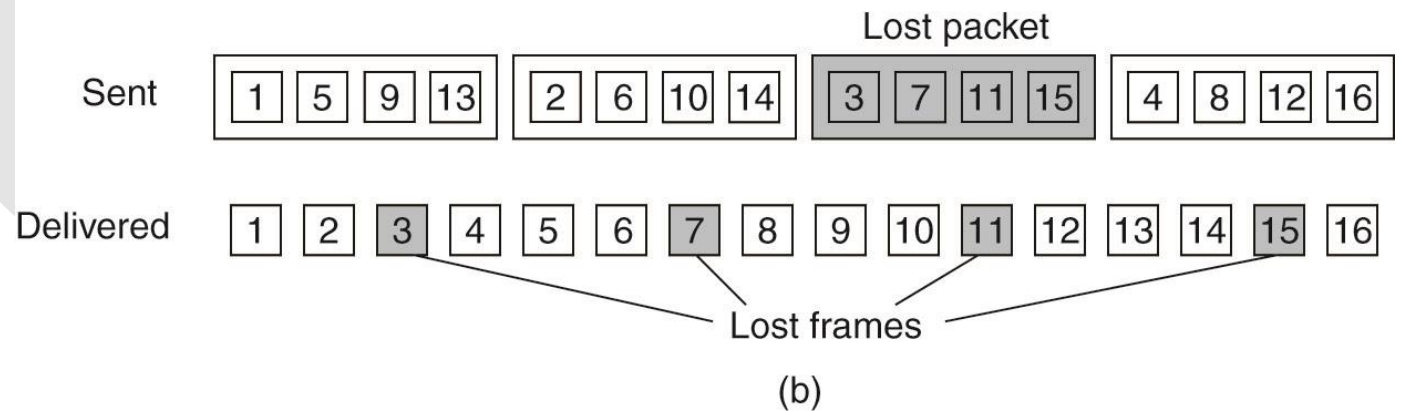 Lost packet
Sent 1 5 9 13 2 6 10 14 3 7 11 15 4 8 12 16
Delivered 1 2 3 4 5 6 7 8 9 10 11 12 13 14 15 16
Lost frames
(b)